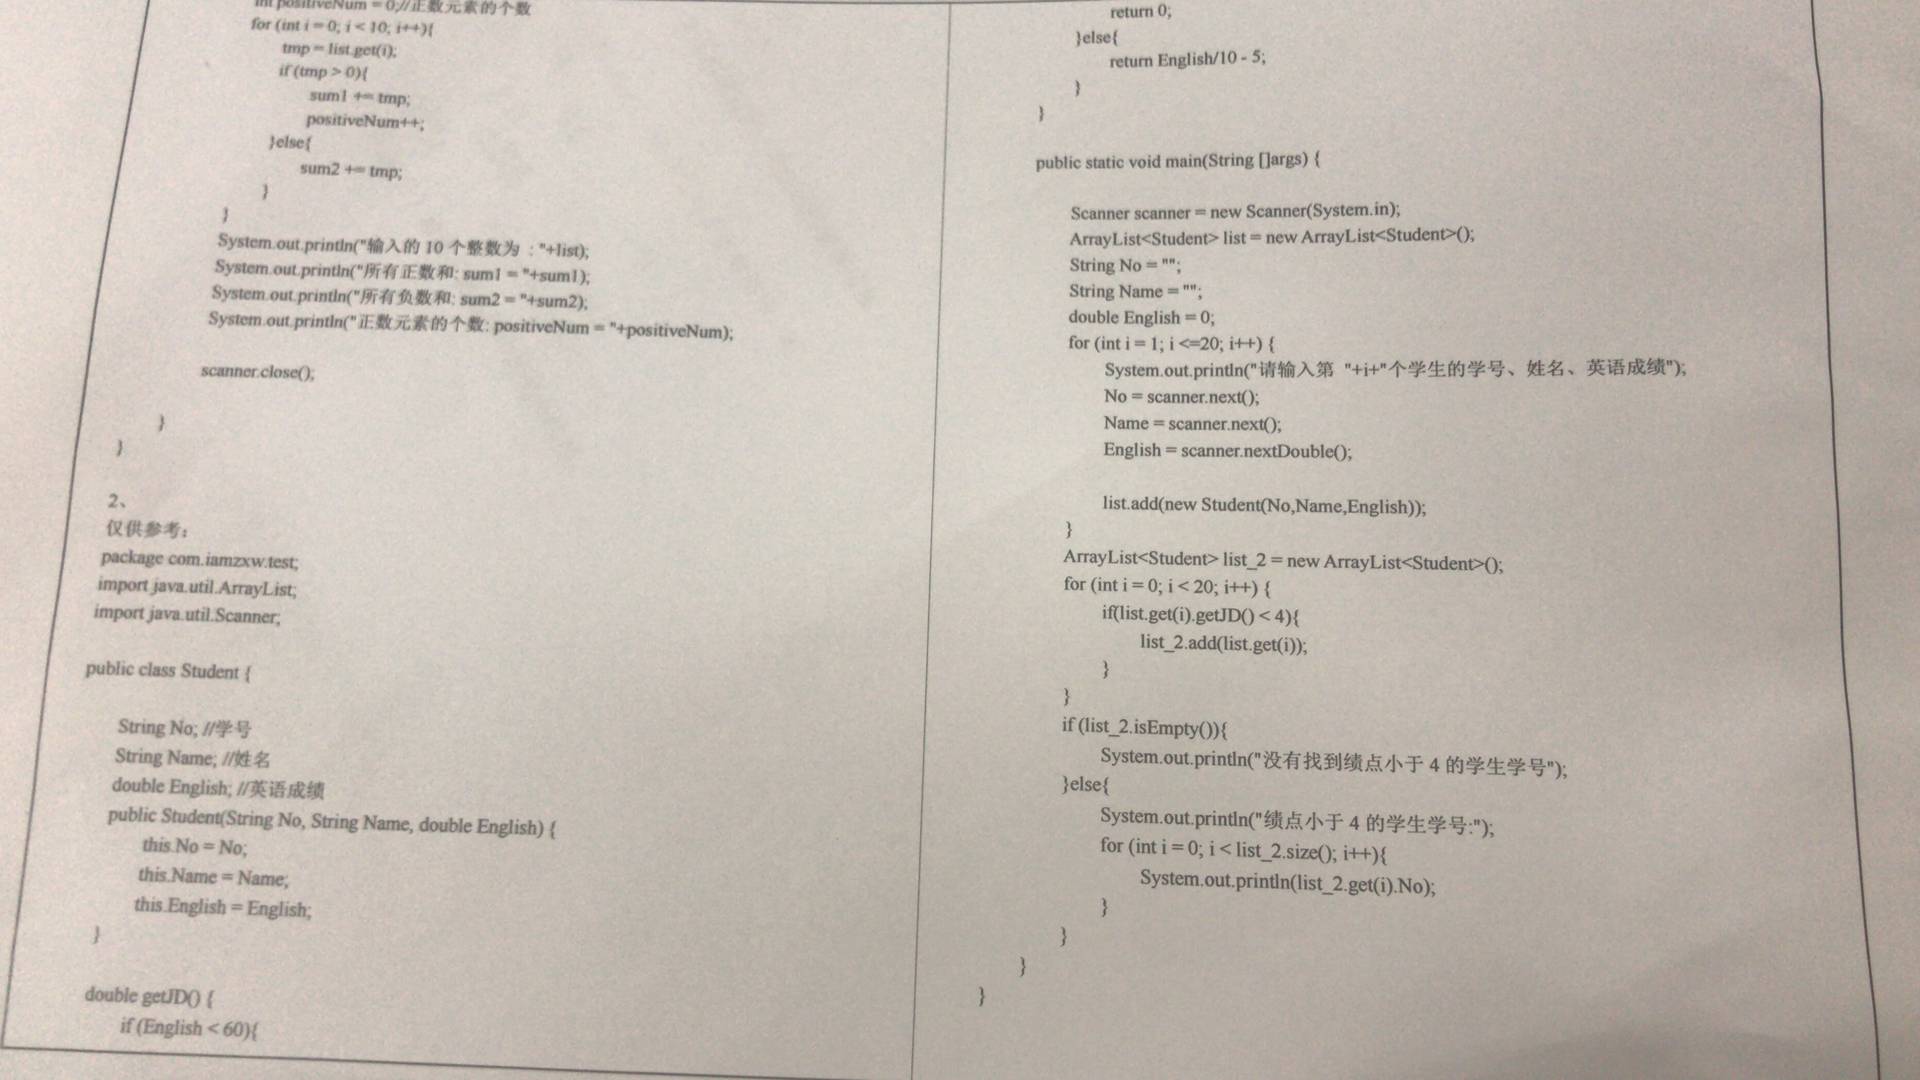 int positiveNum = 0;//正数元素的个数
for (int i = 0; i < 10; i++){
tmp = list.get(i);
if (tmp > 0){
sum1 += tmp;
positiveNum++;
}else{
sum2 += tmp;
}
}
System.out.println("输入的 10 个整数为 : "+list);
System.out.println("所有正数和: sum1 = "+sum1);
System.out.println("所有负数和: sum2 = "+sum2);
System.out.println("正数元素的个数: positiveNum = "+positiveNum);
scanner.close();
}
}
2、
仅供参考：
package com.iamzxw.test;
import java.util.ArrayList;
import java.util.Scanner;
public class Student {
String No; //学号
String Name; //姓名
double English; //英语成绩
public Student(String No, String Name, double English) {
this.No = No;
this.Name = Name;
this.English = English;
}
double getJD() {
if (English < 60){
return 0;
}else{
return English/10 - 5;
}
}
public static void main(String []args) {
Scanner scanner = new Scanner(System.in);
ArrayList<Student> list = new ArrayList<Student>();
String No = "";
String Name = "";
double English = 0;
for (int i = 1; i <=20; i++) {
System.out.println("请输入第 "+i+"个学生的学号、姓名、英语成绩");
No = scanner.next();
Name = scanner.next();
English = scanner.nextDouble();
list.add(new Student(No,Name,English));
}
ArrayList<Student> list_2 = new ArrayList<Student>();
for (int i = 0; i < 20; i++) {
if(list.get(i).getJD() < 4){
list_2.add(list.get(i));
}
}
if (list_2.isEmpty()){
System.out.println("没有找到绩点小于 4 的学生学号");
}else{
System.out.println("绩点小于 4 的学生学号:");
for (int i = 0; i < list_2.size(); i++){
System.out.println(list_2.get(i).No);
}
}
}
}